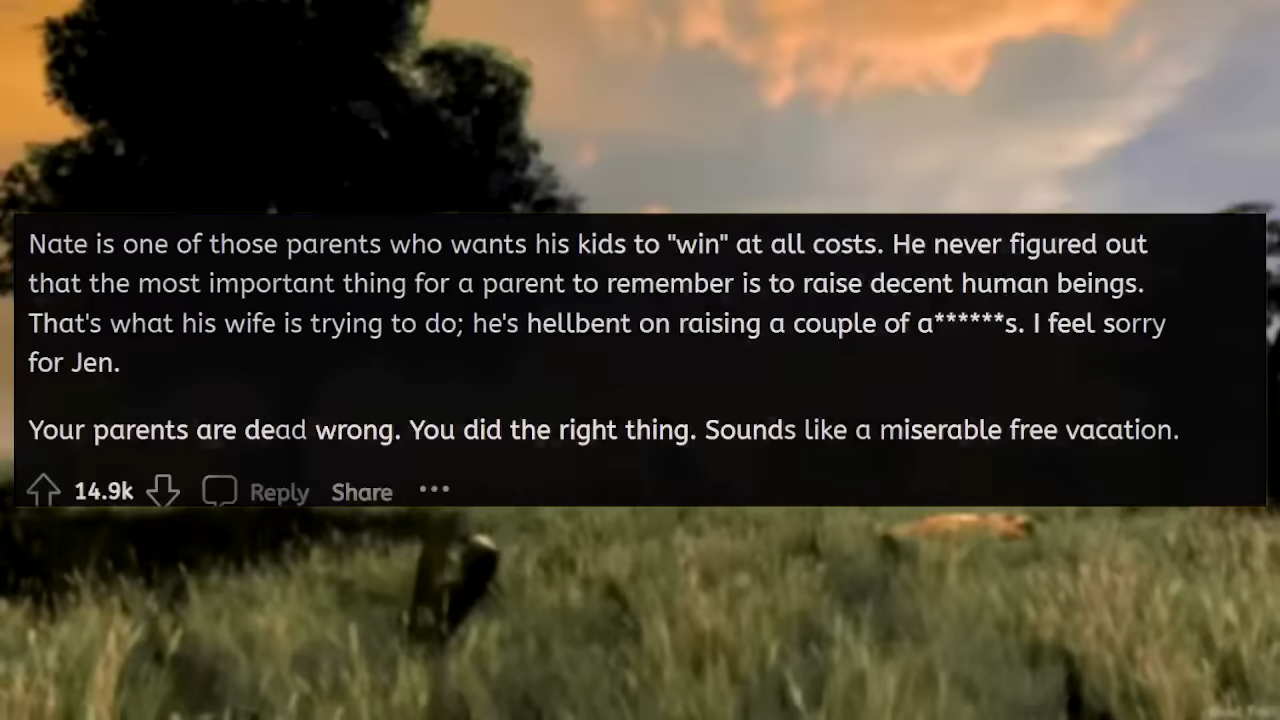 Nate is one of those parents who wants his kids to "win" at all costs. He never figured out
that the most important thing for a parent to remember is to raise decent human beings.
That's what his wife is trying to do; he's hellbent on raising a couple of a******s. I feel sorry
for Jen.
Your parents are dead wrong. You did the right thing. Sounds like a miserable free vacation.
14.9k Reply Share